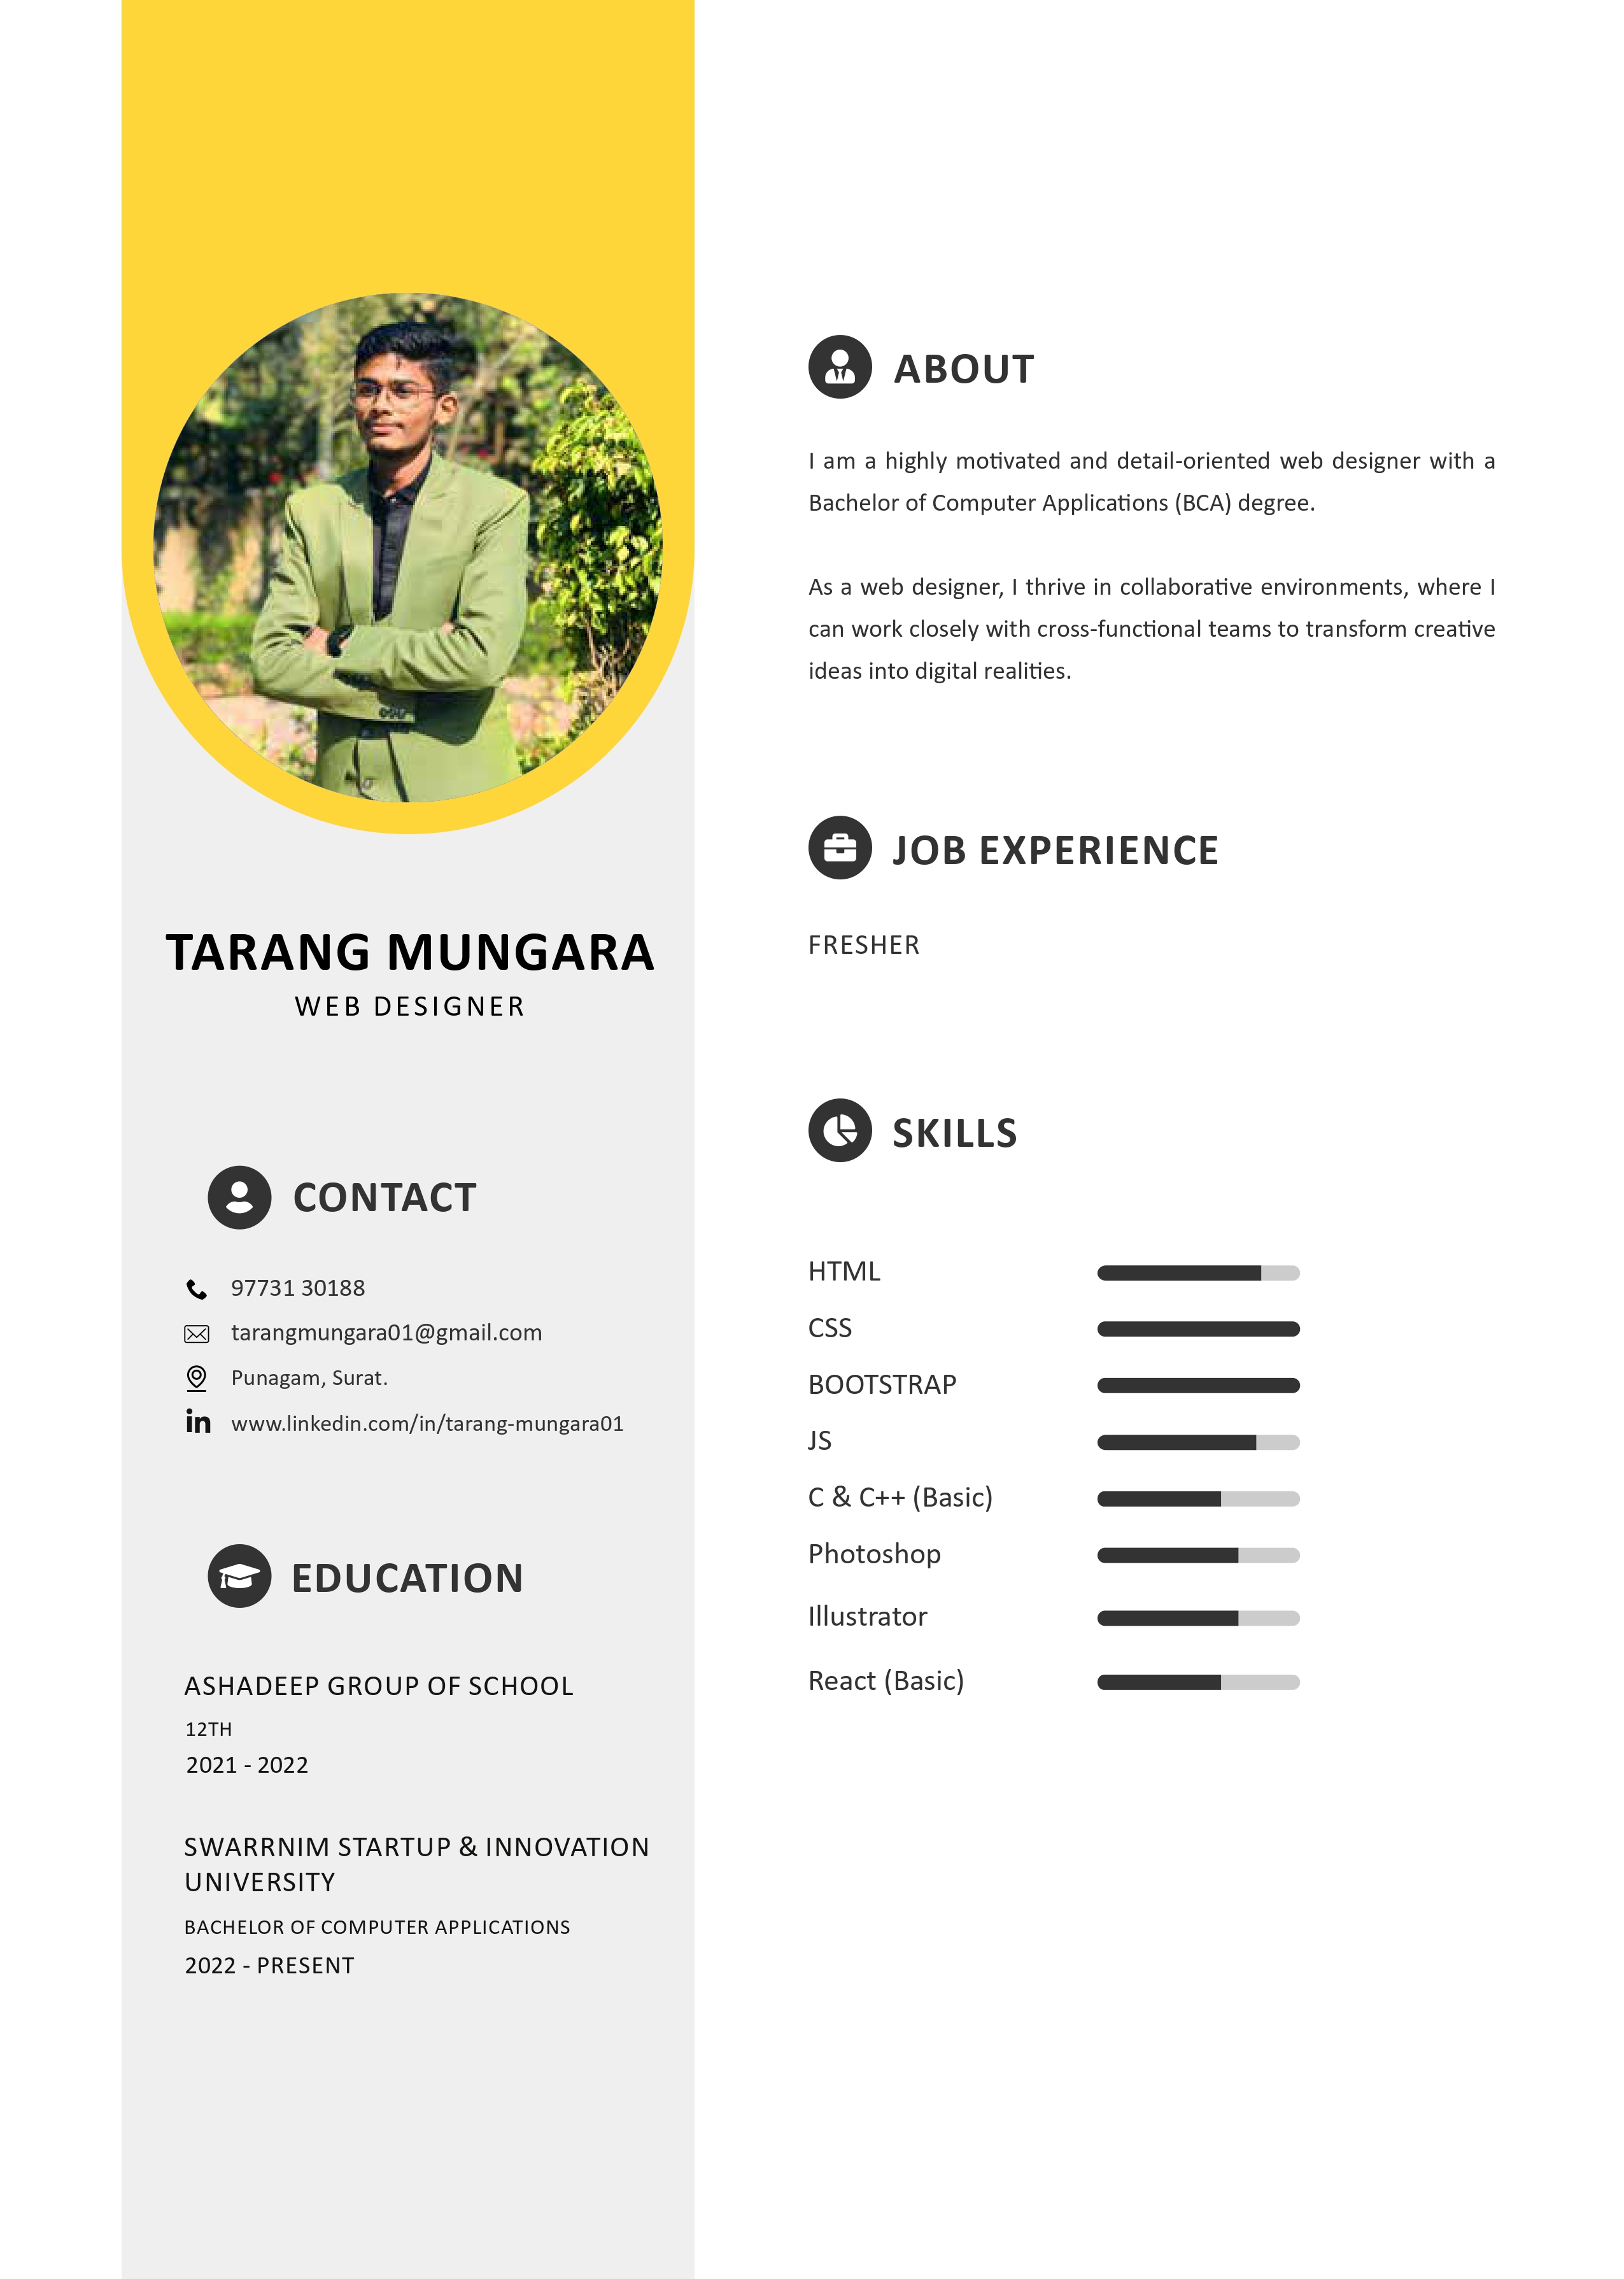 TARANG MUNGARA
WEB DESIGNER
CONTACT
97731 30188
tarangmungara01@gmail.com
Punagam, Surat.
in www.linkedin.com/in/tarang-mungara01
EDUCATION
ASHADEEP GROUP OF SCHOOL
12TH
2021 - 2022
SWARRNIM STARTUP & INNOVATION
UNIVERSITY
BACHELOR OF COMPUTER APPLICATIONS
2022 - PRESENT
ABOUT
I am a highly motivated and detail-oriented web designer with a
Bachelor of Computer Applications (BCA) degree.
As a web designer, I thrive in collaborative environments, where I
can work closely with cross-functional teams to transform creative
ideas into digital realities.
JOB EXPERIENCE
FRESHER
SKILLS
HTML
CSS
BOOTSTRAP
JS
C & C++ (Basic)
Photoshop
Illustrator
React (Basic)